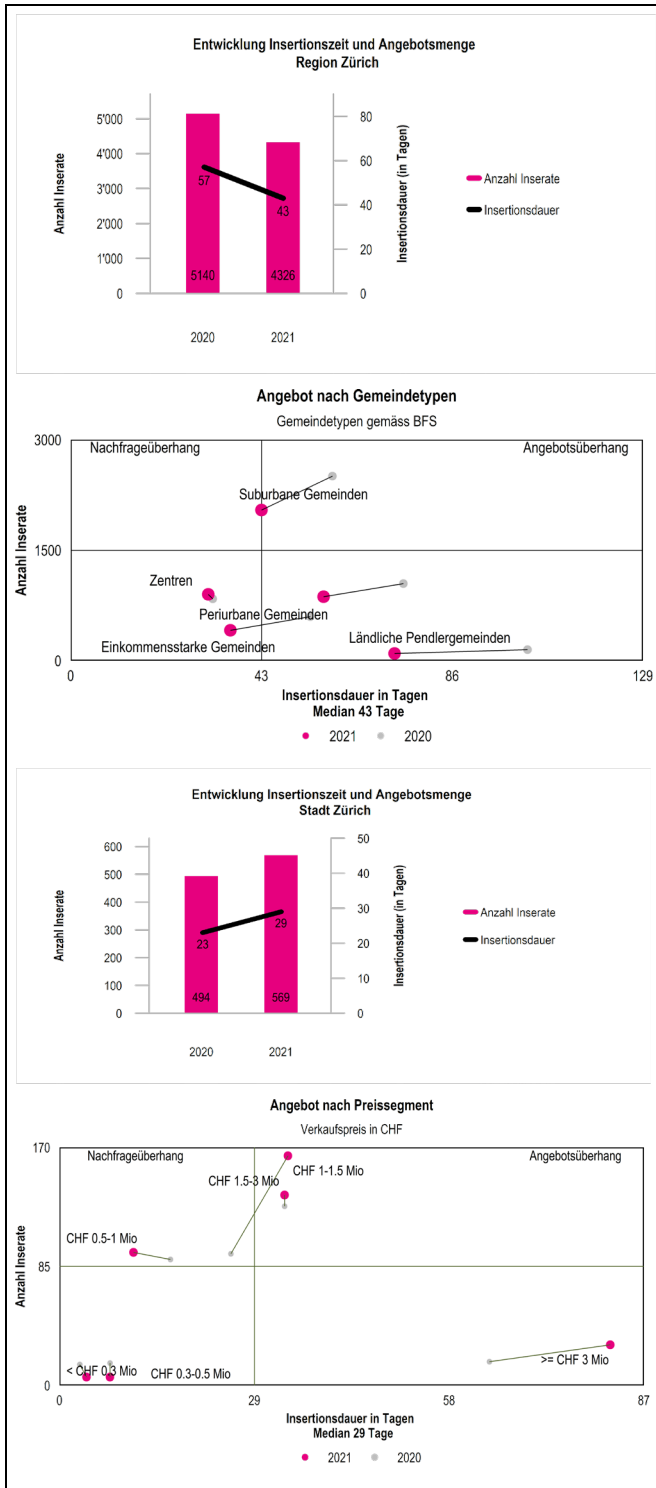 Entwicklung Insertionszeit und Angebotsmenge
Region Zürich
Anzahl Inserate
5'000
4'000
3'000
2'000
1'000
0
57
43
5140
4326
2020
2021
80
60
40
20
0
Insertionsdauer (in Tagen)
Anzahl Inserate
Insertionsdauer
Angebot nach Gemeindetypen
Gemeindetypen gemäss BFS
3000
1500
0
Anzahl Inserate
Nachfrageüberhang
Angebotsüberhang
Suburbane Gemeinden
Zentren
Periurbane Gemeinden
Einkommensstarke Gemeinden
Ländliche Pendlergemeinden
0
43
86
129
Insertionsdauer in Tagen
Median 43 Tage
2021
2020
Entwicklung Insertionszeit und Angebotsmenge
Stadt Zürich
Anzahl Inserate
600
500
400
300
200
100
0
23
29
494
569
2020
2021
50
40
30
20
10
0
Insertionsdauer (in Tagen)
Anzahl Inserate
Insertionsdauer
Angebot nach Preissegment
Verkaufspreis in CHF
170
85
0
Anzahl Inserate
Nachfrageüberhang
Angebotsüberhang
CHF 1.5-3 Mio
CHF 1-1.5 Mio
CHF 0.5-1 Mio
< CHF 0.3 Mio
CHF 0.3-0.5 Mio
>= CHF 3 Mio
0
29
58
87
Insertionsdauer in Tagen
Median 29 Tage
2021
2020